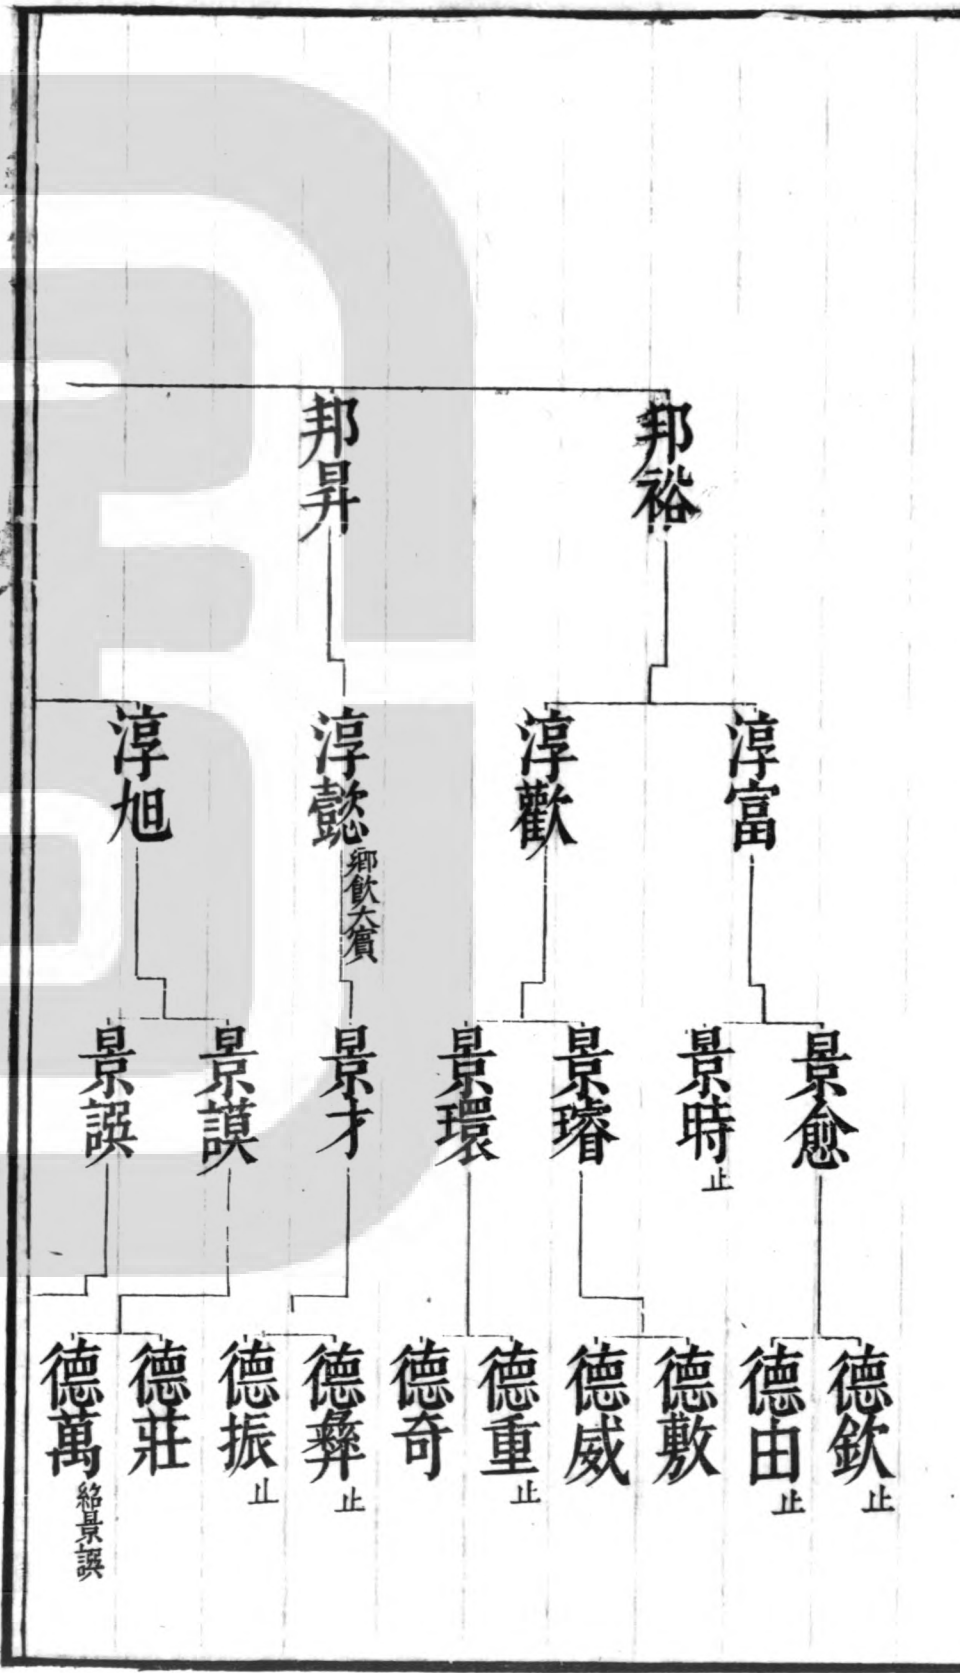 邦裕
邦昇
淳富
淳歡
淳懿 鄉飲大賔
淳旭
景愈
景時 止
景璿
景環
景才
景謨
景誤
德欽 止
德由 止
德敷
德威
德重 止
德奇
德彝 止
德振 止
德莊
德萬 紹景誤